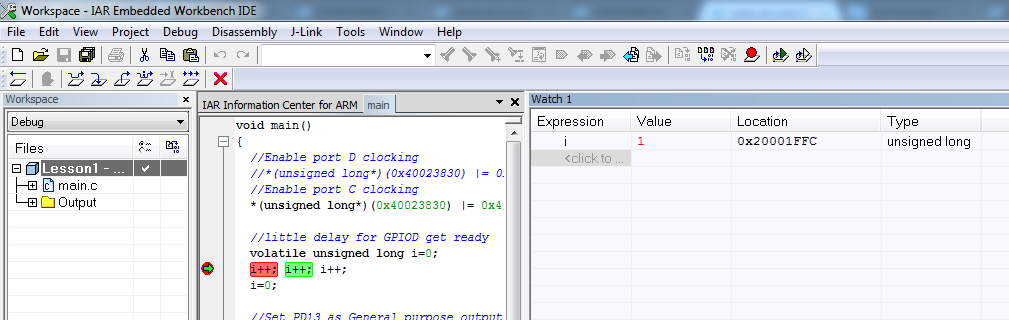 Workspace - IAR Embedded Workbench IDE
File Edit View Project Debug Disassembly J-Link Tools Window Help
Workspace
Debug
Files
Lesson1 - ...
main.c
Output
IAR Information Center for ARM main
void main()
{
//Enable port D clocking
//*(unsigned long*)(0x40023830) |= 0
//Enable port C clocking
*(unsigned long*)(0x40023830) |= 0x4
//little delay for GPIOD get ready
volatile unsigned long i=0;
i++; i++; i++;
i=0;
//Set PD13 as General purpose output
Watch 1
Expression Value Location Type
i 1 0x20001FFC unsigned long
<click to ...